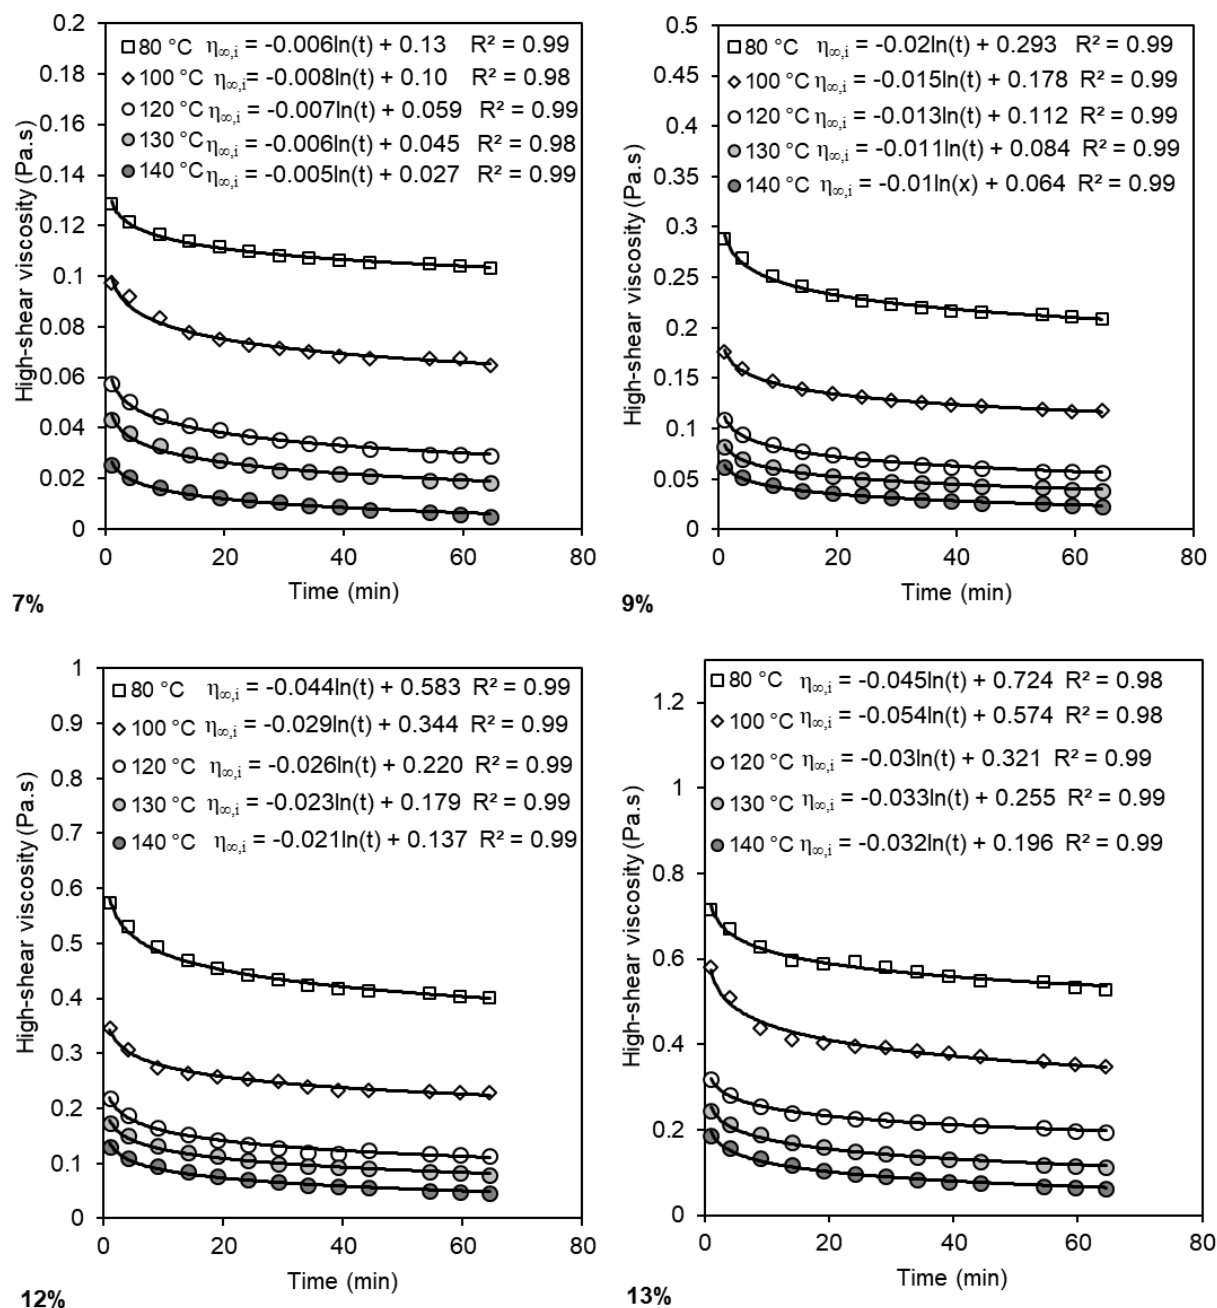 0.2
0.18
0.16
0.14
0.12
0.1
0.08
0.06
0.04
0.02
0
High-shear viscosity (Pa.s)
80 °C η∞,i = -0.006ln(t) + 0.13 R² = 0.99
100 °C η∞,i = -0.008ln(t) + 0.10 R² = 0.98
120 °C η∞,i = -0.007ln(t) + 0.059 R² = 0.99
130 °C η∞,i = -0.006ln(t) + 0.045 R² = 0.98
140 °C η∞,i = -0.005ln(t) + 0.027 R² = 0.99
0 20 40 60 80
Time (min)
7%
0.5
0.45
0.4
0.35
0.3
0.25
0.2
0.15
0.1
0.05
0
High-shear viscosity (Pa.s)
80 °C η∞,i = -0.02ln(t) + 0.293 R² = 0.99
100 °C η∞,i = -0.015ln(t) + 0.178 R² = 0.99
120 °C η∞,i = -0.013ln(t) + 0.112 R² = 0.99
130 °C η∞,i = -0.011ln(t) + 0.084 R² = 0.99
140 °C η∞,i = -0.01ln(x) + 0.064 R² = 0.99
0 20 40 60 80
Time (min)
9%
1
0.9
0.8
0.7
0.6
0.5
0.4
0.3
0.2
0.1
0
High-shear viscosity (Pa.s)
80 °C η∞,i = -0.044ln(t) + 0.583 R² = 0.99
100 °C η∞,i = -0.029ln(t) + 0.344 R² = 0.99
120 °C η∞,i = -0.026ln(t) + 0.220 R² = 0.99
130 °C η∞,i = -0.023ln(t) + 0.179 R² = 0.99
140 °C η∞,i = -0.021ln(t) + 0.137 R² = 0.99
0 20 40 60 80
Time (min)
12%
1.2
1
0.8
0.6
0.4
0.2
0
High-shear viscosity (Pa.s)
80 °C η∞,i = -0.045ln(t) + 0.724 R² = 0.98
100 °C η∞,i = -0.054ln(t) + 0.574 R² = 0.98
120 °C η∞,i = -0.03ln(t) + 0.321 R² = 0.99
130 °C η∞,i = -0.033ln(t) + 0.255 R² = 0.99
140 °C η∞,i = -0.032ln(t) + 0.196 R² = 0.99
0 20 40 60 80
Time (min)
13%